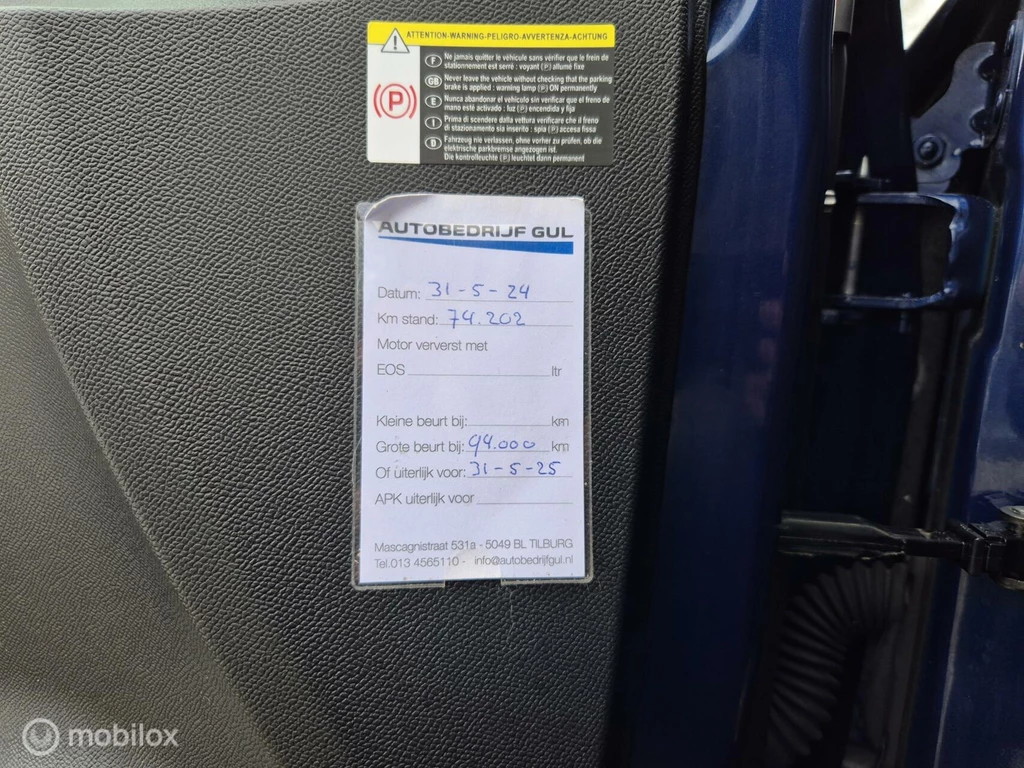 ATTENTION-WARNING-PELIGRO-AVVERTENZA-ACHTUNG
F Ne jamais quitter le véhicule sans vérifier que le frein de
stationnement est serré : voyant (P) allumé fixe
GB Never leave the vehicle without checking that the parking
brake is applied : warning lamp (P) ON permanently
E Nunca abandonar el vehículo sin verificar que el freno de
mano esté activado : luz (P) encendida y fija
I Prima di scendere dalla vettura verificare che il freno
di stazionamento sia inserito : spia (P) accesa fissa
D Fahrzeug nie verlassen, ohne vorher zu prüfen, ob die
elektrische parkbremse angezogen ist.
Die kontrolleuchte (P) leuchtet dann permanent
(P)
AUTOBEDRIJF GUL
Datum: 31-5-24
Km stand: 74.202
Motor ververst met
EOS ltr
Kleine beurt bij: km
Grote beurt bij: 94.000 km
Of uiterlijk voor: 31-5-25
APK uiterlijk voor
Mascagnistraat 531a - 5049 BL TILBURG
Tel.013 4565110 - info@autobedrijfgul.nl
mobilox